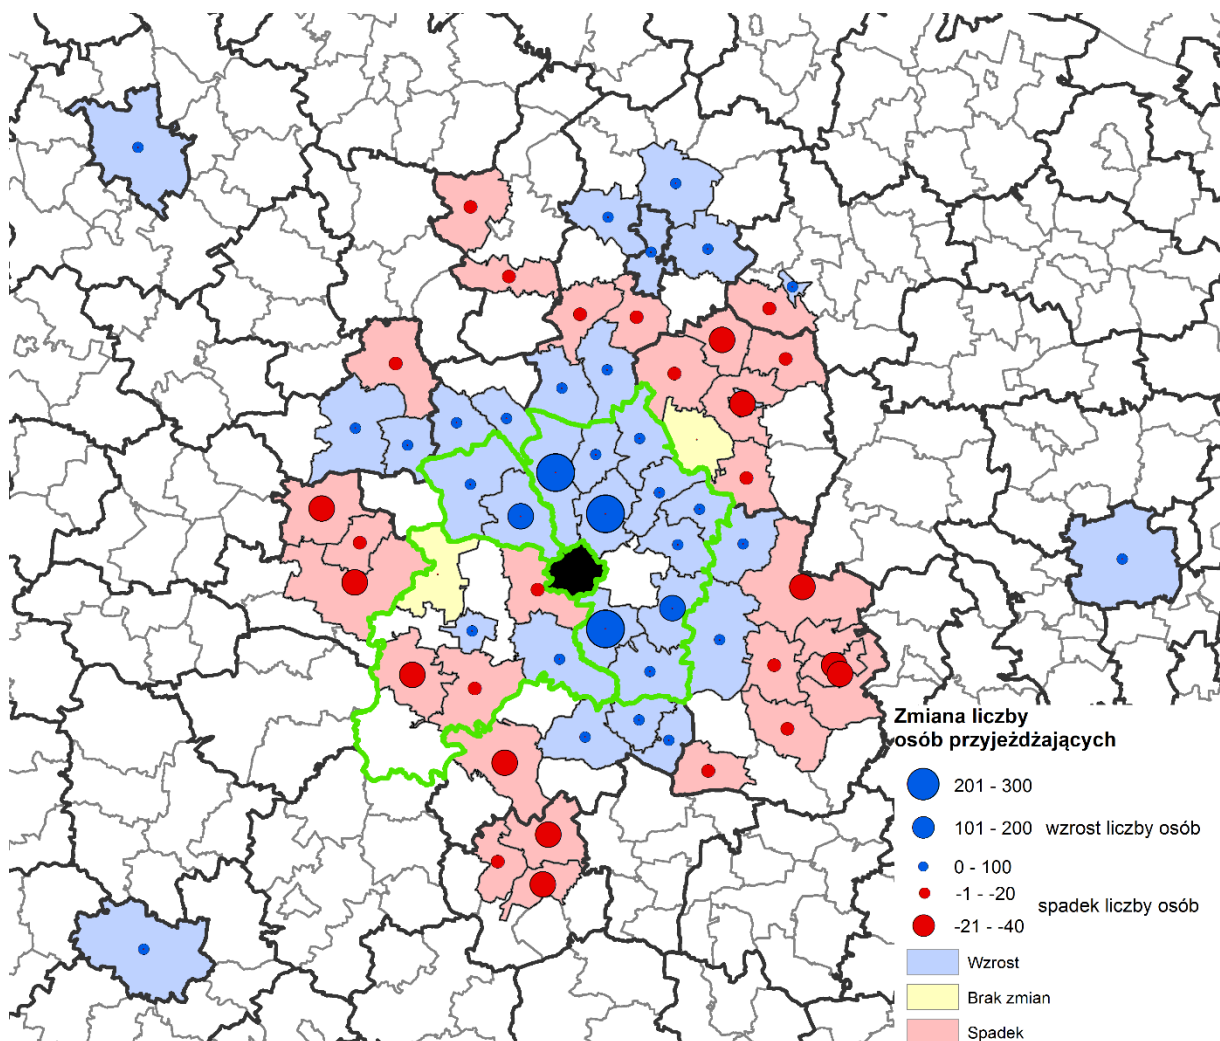 Zmiana liczby
osób przyjeżdżających
201 - 300
101 - 200 wzrost liczby osób
0 - 100
-1 - -20
spadek liczby osób
-21 - -40
Wzrost
Brak zmian
Spadek